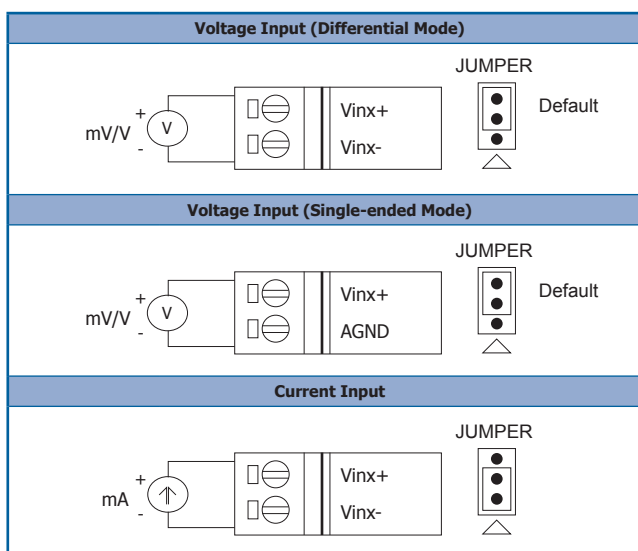 Voltage Input (Differential Mode)
JUMPER
+
mV/V
V
-
Vinx+
Vinx-
Default
Voltage Input (Single-ended Mode)
JUMPER
+
mV/V
V
-
Vinx+
AGND
Default
Current Input
JUMPER
+
mA
-
Vinx+
Vinx-